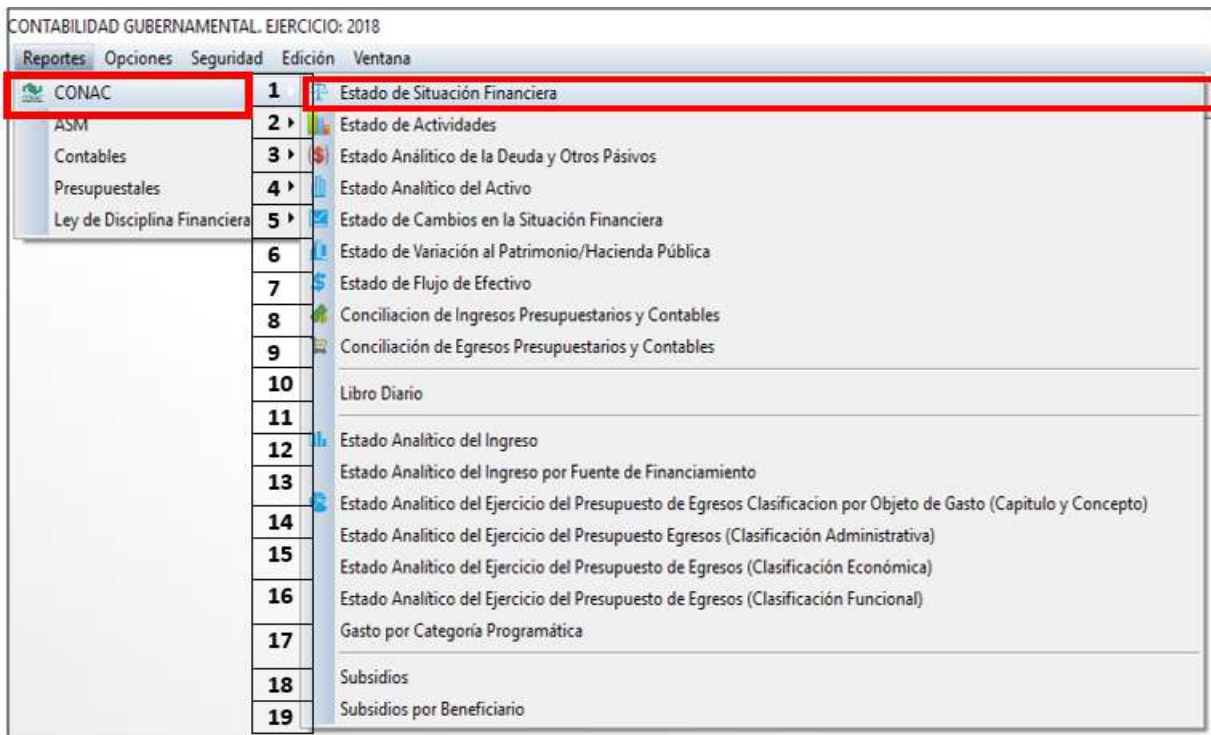 CONTABILIDAD GUBERNAMENTAL. EJERCICIO: 2018
Reportes Opciones Seguridad Edición Ventana
CONAC
ASM
Contables
Presupuestales
Ley de Disciplina Financiera
1 Estado de Situación Financiera
2 Estado de Actividades
3 Estado Análitico de la Deuda y Otros Pásivos
4 Estado Analítico del Activo
5 Estado de Cambios en la Situación Financiera
6 Estado de Variación al Patrimonio/Hacienda Pública
7 Estado de Flujo de Efectivo
8 Conciliacion de Ingresos Presupuestarios y Contables
9 Conciliación de Egresos Presupuestarios y Contables
10 Libro Diario
11
12 Estado Analítico del Ingreso
13 Estado Analítico del Ingreso por Fuente de Financiamiento
Estado Analítico del Ejercicio del Presupuesto de Egresos Clasificacion por Objeto de Gasto (Capitulo y Concepto)
14 Estado Analítico del Ejercicio del Presupuesto Egresos (Clasificación Administrativa)
15 Estado Analítico del Ejercicio del Presupuesto de Egresos (Clasificación Económica)
16 Estado Analítico del Ejercicio del Presupuesto de Egresos (Clasificación Funcional)
17 Gasto por Categoría Programática
18 Subsidios
19 Subsidios por Beneficiario